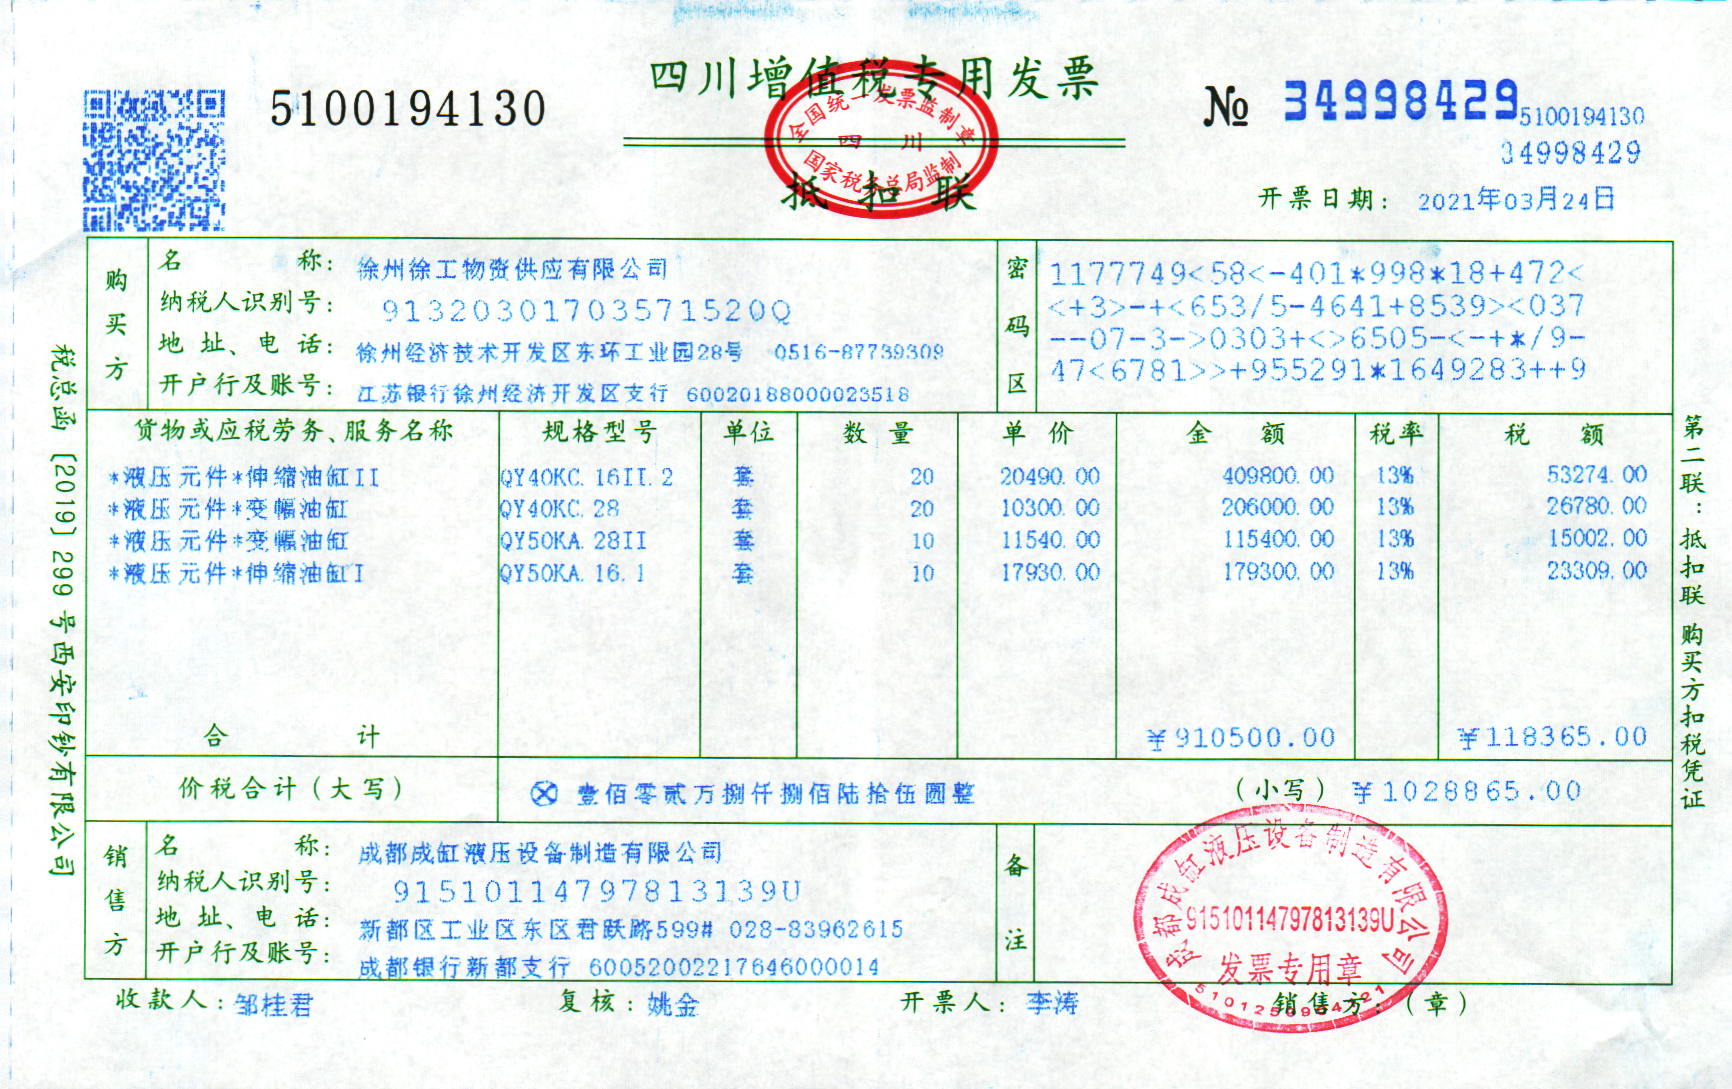 四川增值税专用发票
全国统一发票监制章
四 川
国家税务总局监制
抵扣联
5100194130
№ 34998429
5100194130
34998429
开票日期： 2021年03月24日
税总函〔2019〕299号西安印钞有限公司
第二联：抵扣联 购买方扣税凭证
购买方
名 称： 徐州徐工物资供应有限公司
纳税人识别号： 91320301703571520Q
地 址、电 话： 徐州经济技术开发区东环工业园28号 0516-87739309
开户行及账号： 江苏银行徐州经济开发区支行 60020188000023518
密码区
1177749<58<-401*998*18+472<
<+3>-+<653/5-4641+8539><037
--07-3->0303+<>6505-<-+*/9-
47<6781>>+955291*1649283++9
货物或应税劳务、服务名称 规格型号 单位 数 量 单 价 金 额 税率 税 额
*液压元件*伸缩油缸II QY40KC.16II.2 套 20 20490.00 409800.00 13% 53274.00
*液压元件*变幅油缸 QY40KC.28 套 20 10300.00 206000.00 13% 26780.00
*液压元件*变幅油缸 QY50KA.28II 套 10 11540.00 115400.00 13% 15002.00
*液压元件*伸缩油缸I QY50KA.16.1 套 10 17930.00 179300.00 13% 23309.00
合 计 ￥910500.00 ￥118365.00
价税合计（大写） ⊗ 壹佰零贰万捌仟捌佰陆拾伍圆整 （小写） ￥1028865.00
销售方
名 称： 成都成缸液压设备制造有限公司
纳税人识别号： 91510114797813139U
地 址、电 话： 新都区工业区东区君跃路599# 028-83962615
开户行及账号： 成都银行新都支行 60052002217646000014
备注
成都成缸液压设备制造有限公司
91510114797813139U
发票专用章
收款人：邹桂君 复核：姚金 开票人：李涛 销售方：（章）